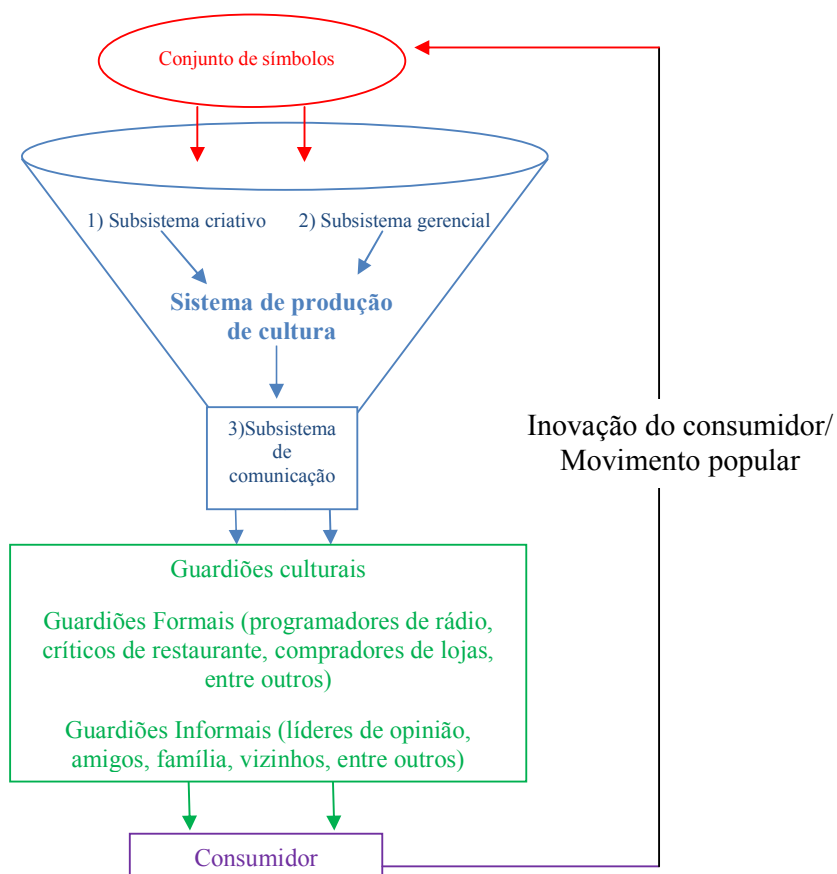 Conjunto de símbolos
1) Subsistema criativo
2) Subsistema gerencial
Sistema de produção
de cultura
3)Subsistema
de
comunicação
Inovação do consumidor/
Movimento popular
Guardiões culturais
Guardiões Formais (programadores de rádio,
críticos de restaurante, compradores de lojas,
entre outros)
Guardiões Informais (líderes de opinião,
amigos, família, vizinhos, entre outros)
Consumidor